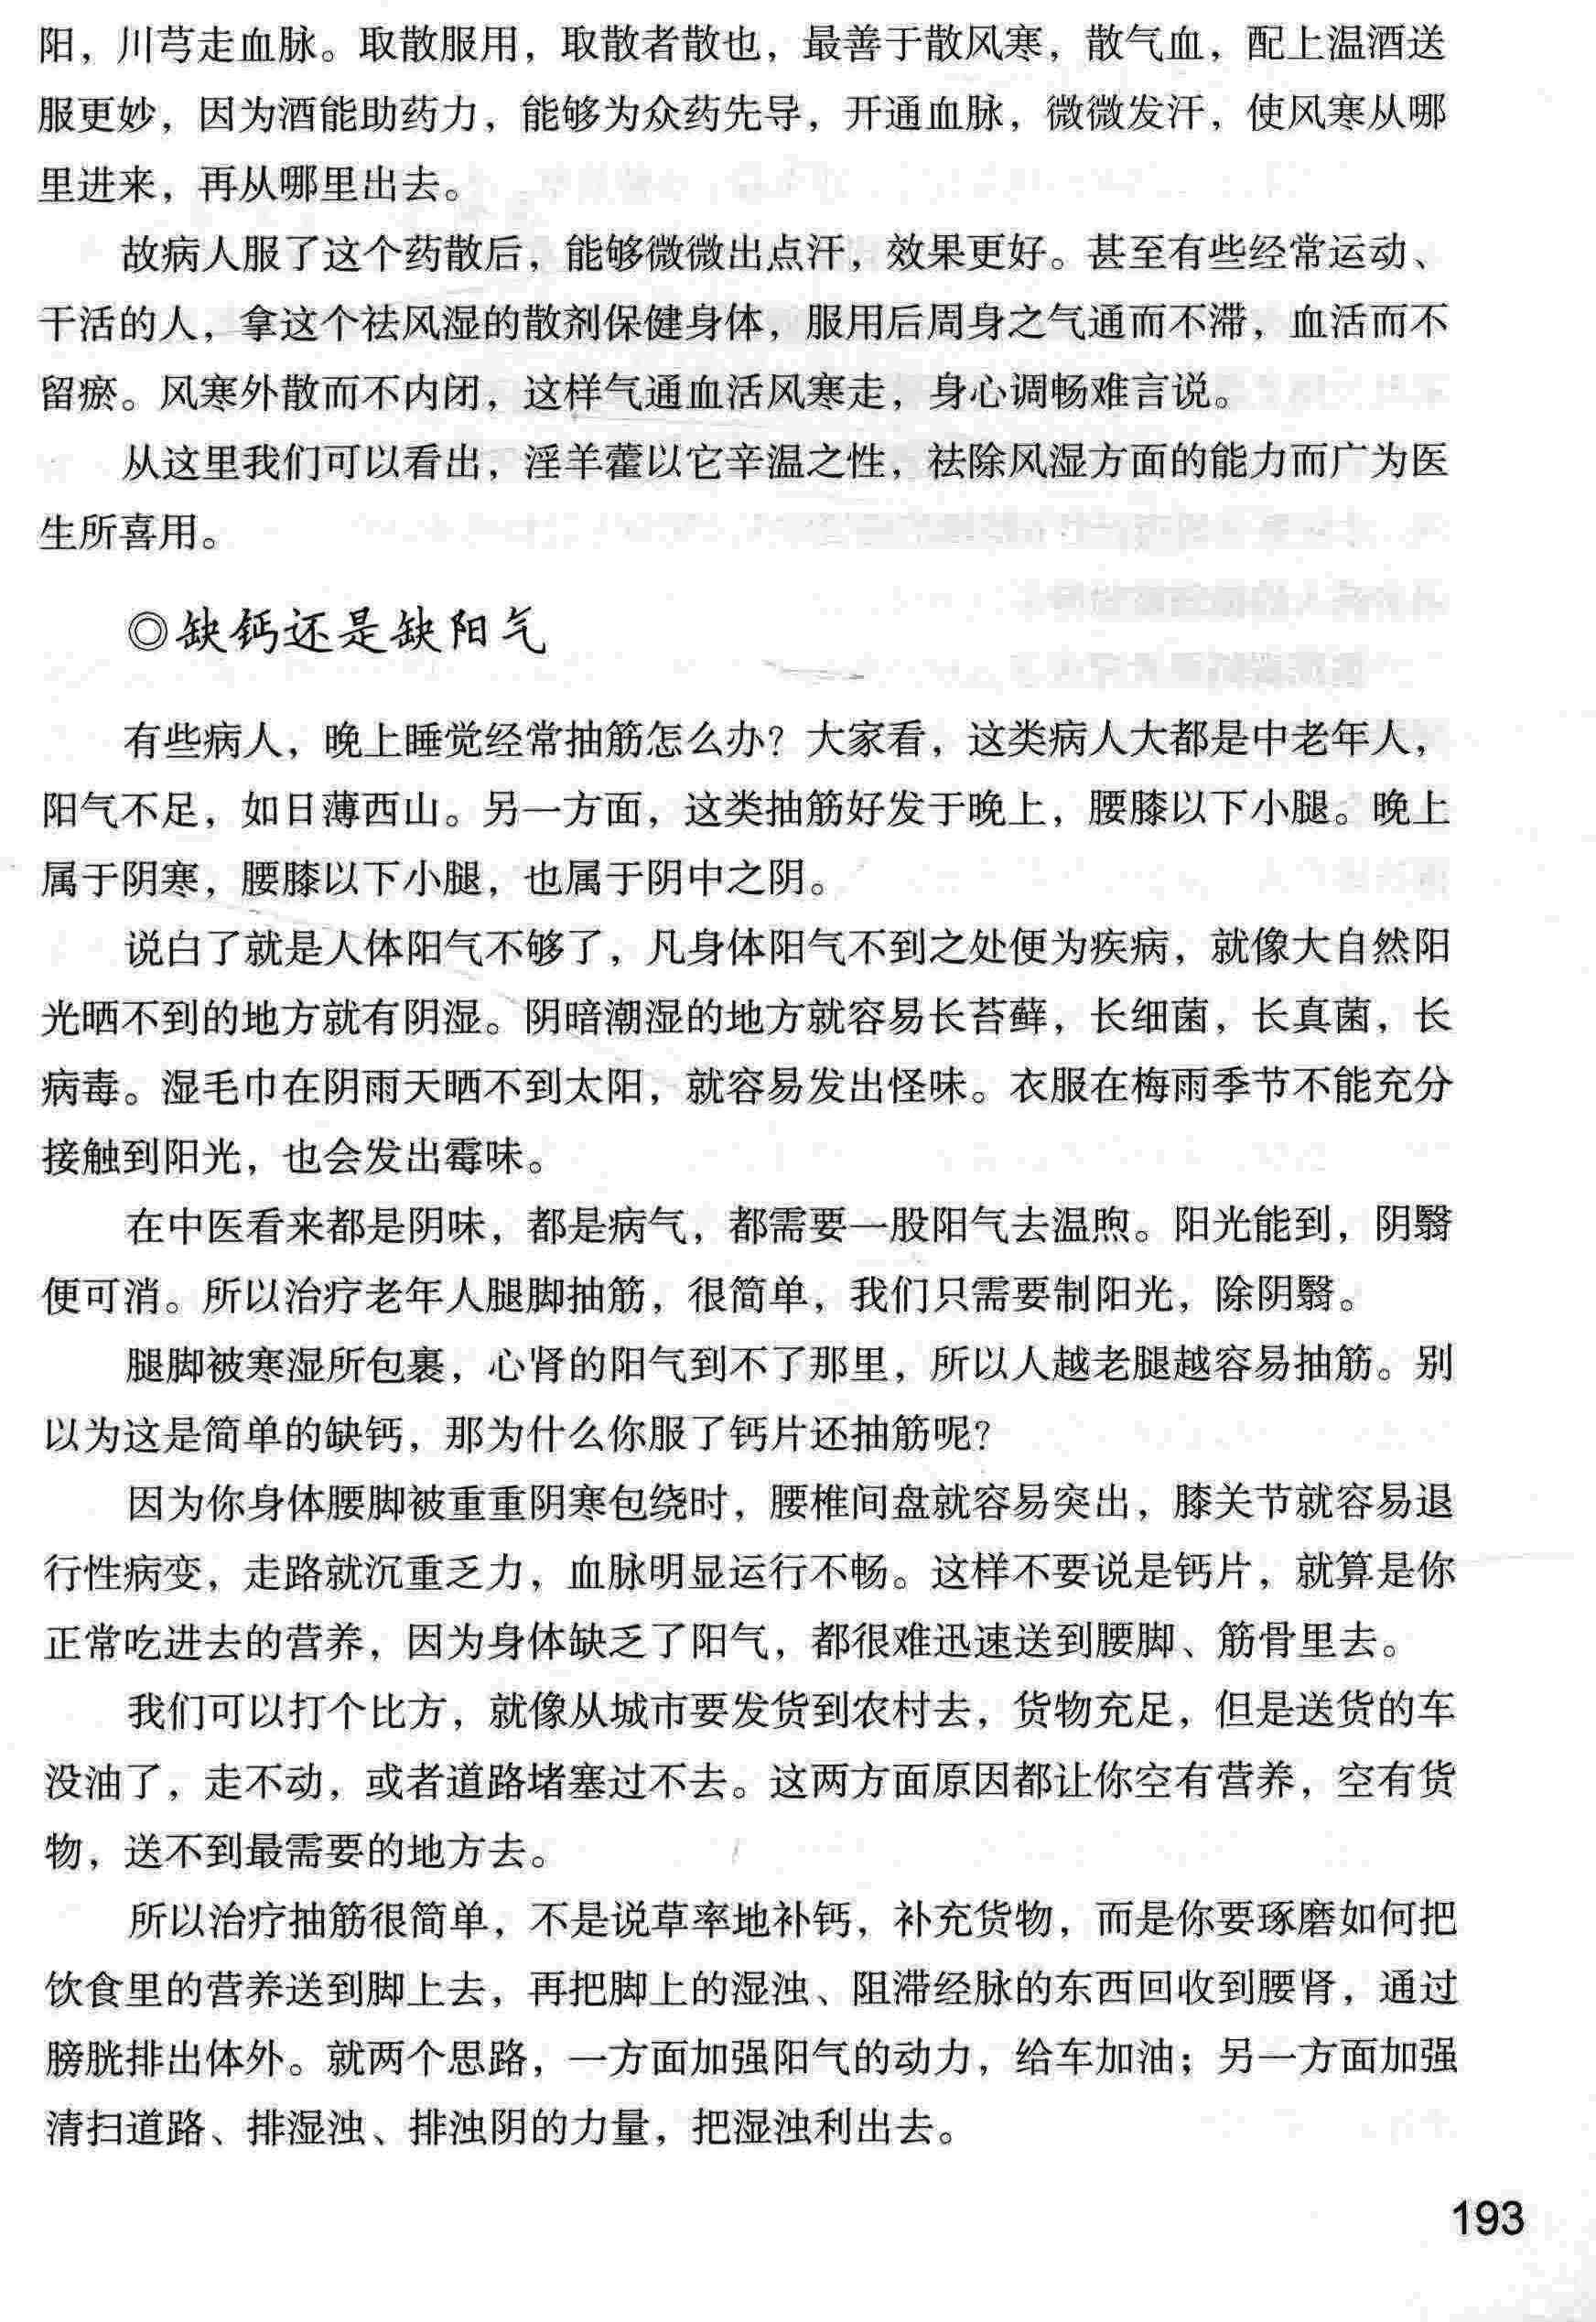 阳，川芎走血脉。取散服用，取散者散也，最善于散风寒，散气血，配上温酒送
服更妙，因为酒能助药力，能够为众药先导，开通血脉，微微发汗，使风寒从哪
里进来，再从哪里出去。
故病人服了这个药散后，能够微微出点汗，效果更好。甚至有些经常运动、
干活的人，拿这个祛风湿的散剂保健身体，服用后周身之气通而不滞，血活而不
留瘀。风寒外散而不内闭，这样气通血活风寒走，身心调畅难言说。
从这里我们可以看出，淫羊藿以它辛温之性，祛除风湿方面的能力而广为医
生所喜用。
◎缺钙还是缺阳气
有些病人，晚上睡觉经常抽筋怎么办？大家看，这类病人大都是中老年人，
阳气不足，如日薄西山。另一方面，这类抽筋好发于晚上，腰膝以下小腿。晚上
属于阴寒，腰膝以下小腿，也属于阴中之阴。
说白了就是人体阳气不够了，凡身体阳气不到之处便为疾病，就像大自然阳
光晒不到的地方就有阴湿。阴暗潮湿的地方就容易长苔藓，长细菌，长真菌，长
病毒。湿毛巾在阴雨天晒不到太阳，就容易发出怪味。衣服在梅雨季节不能充分
接触到阳光，也会发出霉味。
在中医看来都是阴味，都是病气，都需要一股阳气去温煦。阳光能到，阴翳
便可消。所以治疗老年人腿脚抽筋，很简单，我们只需要制阳光，除阴翳。
腿脚被寒湿所包裹，心肾的阳气到不了那里，所以人越老腿越容易抽筋。别
以为这是简单的缺钙，那为什么你服了钙片还抽筋呢？
因为你身体腰脚被重重阴寒包绕时，腰椎间盘就容易突出，膝关节就容易退
行性病变，走路就沉重乏力，血脉明显运行不畅。这样不要说是钙片，就算是你
正常吃进去的营养，因为身体缺乏了阳气，都很难迅速送到腰脚、筋骨里去。
我们可以打个比方，就像从城市要发货到农村去，货物充足，但是送货的车
没油了，走不动，或者道路堵塞过不去。这两方面原因都让你空有营养，空有货
物，送不到最需要的地方去。
所以治疗抽筋很简单，不是说草率地补钙，补充货物，而是你要琢磨如何把
饮食里的营养送到脚上去，再把脚上的湿浊、阻滞经脉的东西回收到腰肾，通过
膀胱排出体外。就两个思路，一方面加强阳气的动力，给车加油；另一方面加强
清扫道路、排湿浊、排浊阴的力量，把湿浊利出去。
193